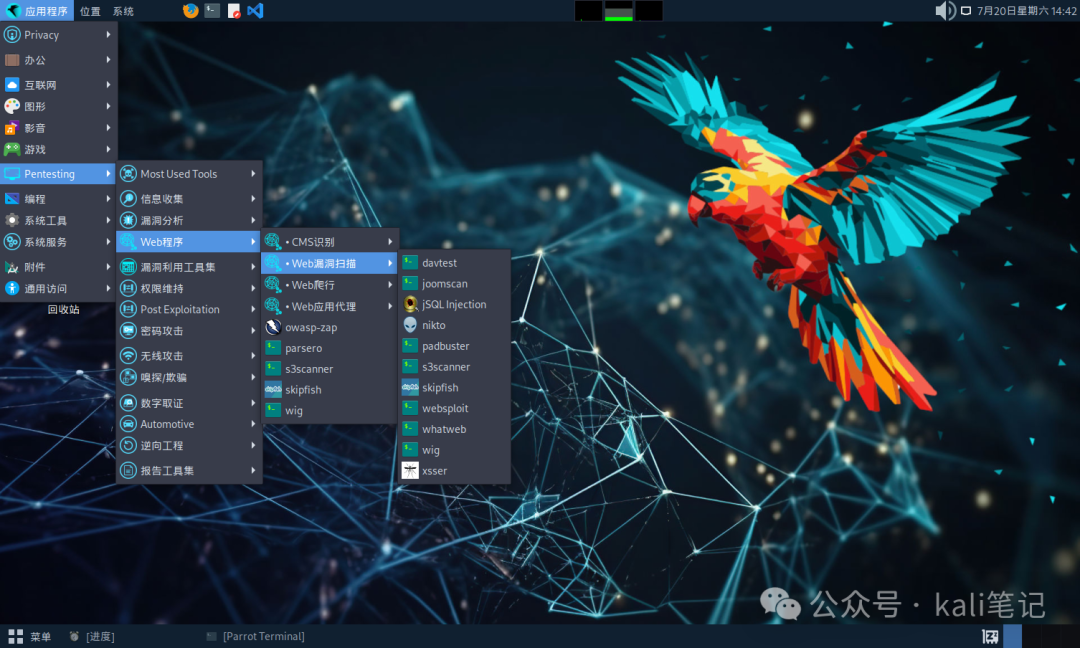 应用程序 位置 系统
7月20日星期六 14:42
Privacy
办公
互联网
图形
影音
游戏
Pentesting
编程
系统工具
系统服务
附件
通用访问
回收站
Most Used Tools
信息收集
漏洞分析
Web程序
漏洞利用工具集
权限维持
Post Exploitation
密码攻击
无线攻击
嗅探/欺骗
数字取证
Automotive
逆向工程
报告工具集
• CMS识别
• Web漏洞扫描
• Web爬行
• Web应用代理
owasp-zap
parsero
s3scanner
skipfish
wig
davtest
joomscan
jSQL Injection
nikto
padbuster
s3scanner
skipfish
websploit
whatweb
wig
xsser
公众号 · kali笔记
菜单 [进度] [Parrot Terminal]